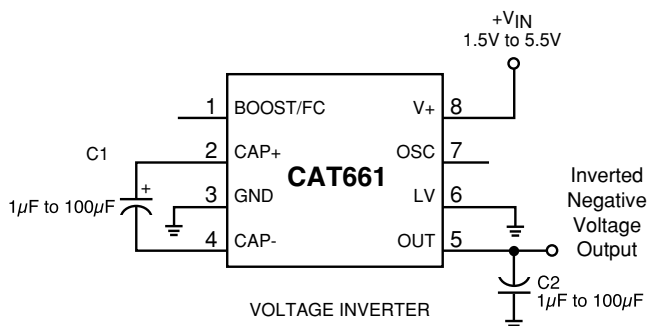 +VIN
1.5V to 5.5V
1
BOOST/FC
V+
8
2
CAP+
OSC
7
C1
CAT661
+
1µF to 100µF
3
GND
LV
6
4
CAP-
OUT
5
Inverted
Negative
Voltage
Output
C2
1µF to 100µF
VOLTAGE INVERTER